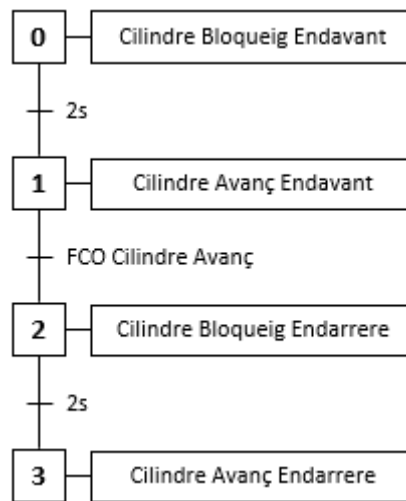 0 Cilindre Bloqueig Endavant
2s
1 Cilindre Avanç Endavant
FCO Cilindre Avanç
2 Cilindre Bloqueig Endarrere
2s
3 Cilindre Avanç Endarrere